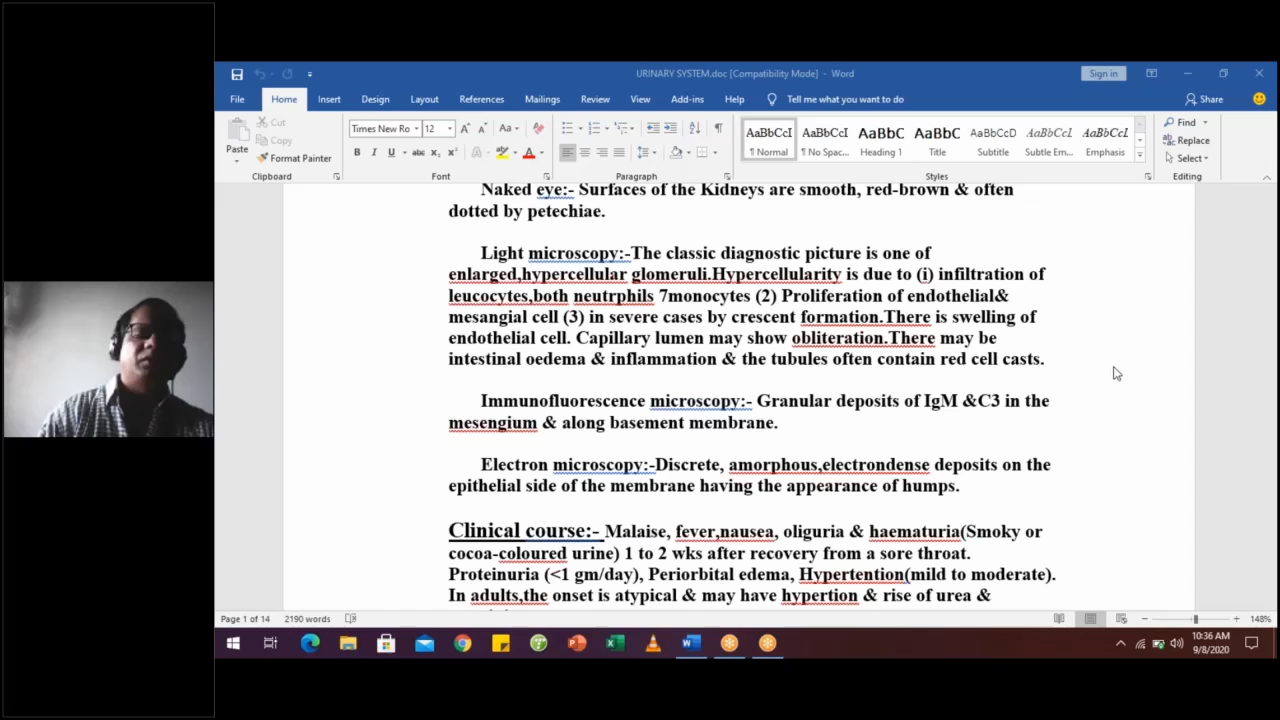 URINARY SYSTEM.doc [Compatibility Mode] - Word
Sign in
File Home Insert Design Layout References Mailings Review View Add-ins Help Tell me what you want to do Share
Cut
Copy
Paste
Format Painter
Times New Ro 12
Clipboard Font Paragraph Styles Editing
AaBbCcI AaBbCcI AaBbC AaBbC AaBbCcD AaBbCcI AaBbCcI
¶ Normal ¶ No Spac... Heading 1 Title Subtitle Subtle Em... Emphasis
Find
Replace
Select
Naked eye:- Surfaces of the Kidneys are smooth, red-brown & often
dotted by petechiae.
Light microscopy:-The classic diagnostic picture is one of
enlarged,hypercellular glomeruli.Hypercellularity is due to (i) infiltration of
leucocytes,both neutrphils 7monocytes (2) Proliferation of endothelial&
mesangial cell (3) in severe cases by crescent formation.There is swelling of
endothelial cell. Capillary lumen may show obliteration.There may be
intestinal oedema & inflammation & the tubules often contain red cell casts.
Immunofluorescence microscopy:- Granular deposits of IgM &C3 in the
mesengium & along basement membrane.
Electron microscopy:-Discrete, amorphous,electrondense deposits on the
epithelial side of the membrane having the appearance of humps.
Clinical course:- Malaise, fever,nausea, oliguria & haematuria(Smoky or
cocoa-coloured urine) 1 to 2 wks after recovery from a sore throat.
Proteinuria (<1 gm/day), Periorbital edema, Hypertention(mild to moderate).
In adults,the onset is atypical & may have hypertion & rise of urea &
Page 1 of 14 2190 words 148%
10:36 AM
9/8/2020